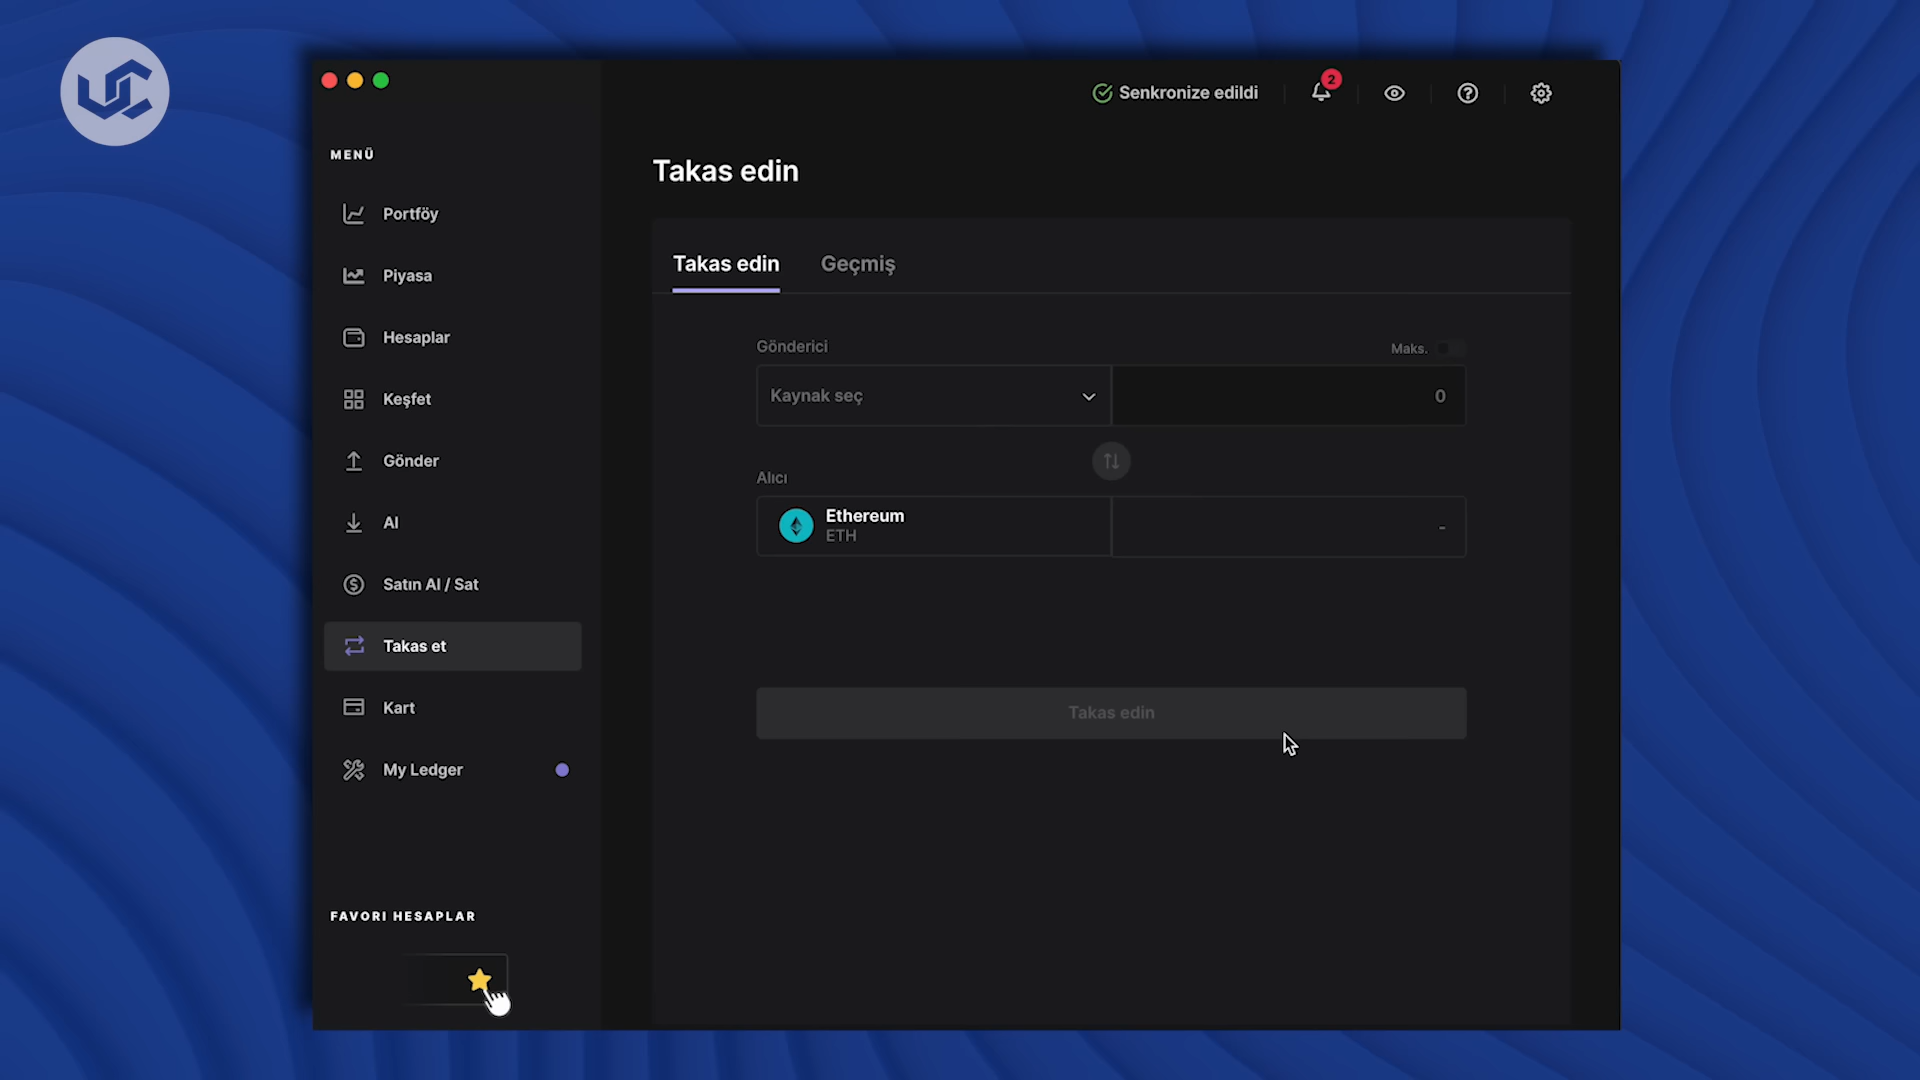 UC
Senkronize edildi
2
MENÜ
Portföy
Piyasa
Hesaplar
Keşfet
Gönder
Al
Satın Al / Sat
Takas et
Kart
My Ledger
FAVORI HESAPLAR
Takas edin
Takas edin
Geçmiş
Gönderici
Maks.
Kaynak seç
0
Alıcı
Ethereum
ETH
-
Takas edin